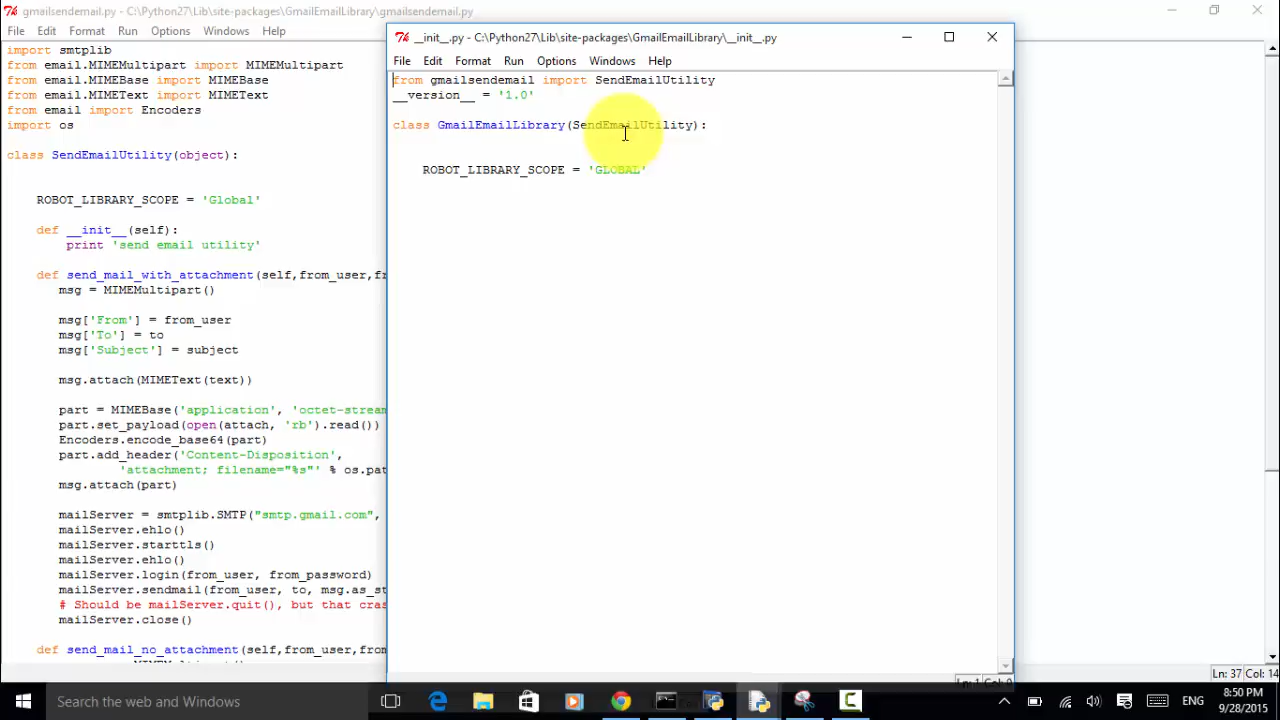 gmailsendemail.py - C:\Python27\Lib\site-packages\GmailEmailLibrary\gmailsendemail.py
File Edit Format Run Options Windows Help
import smtplib
from email.MIMEMultipart import MIMEMultipart
from email.MIMEBase import MIMEBase
from email.MIMEText import MIMEText
from email import Encoders
import os
class SendEmailUtility(object):
ROBOT_LIBRARY_SCOPE = 'Global'
def __init__(self):
print 'send email utility'
def send_mail_with_attachment(self,from_user,
msg = MIMEMultipart()
msg['From'] = from_user
msg['To'] = to
msg['Subject'] = subject
msg.attach(MIMEText(text))
part = MIMEBase('application', 'octet-stream
part.set_payload(open(attach, 'rb').read())
Encoders.encode_base64(part)
part.add_header('Content-Disposition',
'attachment; filename="%s"' % os.pat
msg.attach(part)
mailServer = smtplib.SMTP("smtp.gmail.com",
mailServer.ehlo()
mailServer.starttls()
mailServer.ehlo()
mailServer.login(from_user, from_password)
mailServer.sendmail(from_user, to, msg.as_st
# Should be mailServer.quit(), but that cras
mailServer.close()
def send_mail_no_attachment(self,from_user,
__init__.py - C:\Python27\Lib\site-packages\GmailEmailLibrary\__init__.py
File Edit Format Run Options Windows Help
from gmailsendemail import SendEmailUtility
__version__ = '1.0'
class GmailEmailLibrary(SendEmailUtility):
ROBOT_LIBRARY_SCOPE = 'GLOBAL'
Ln: 37 Col: 14
Search the web and Windows
ENG
8:50 PM
9/28/2015